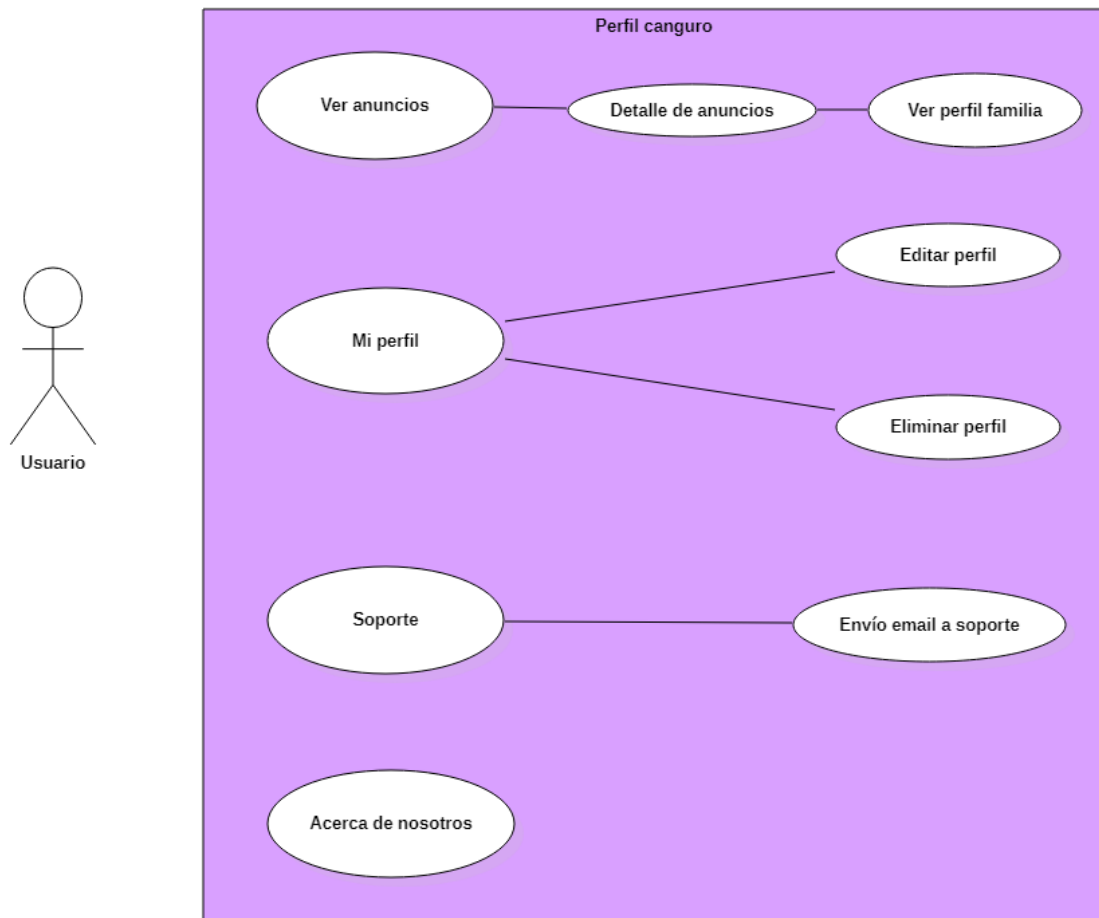 Perfil canguro
Ver anuncios
Detalle de anuncios
Ver perfil familia
Editar perfil
Mi perfil
Eliminar perfil
Usuario
Soporte
Envío email a soporte
Acerca de nosotros